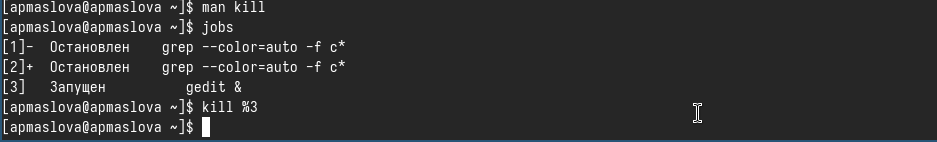 [apmaslova@apmaslova ~]$ man kill
[apmaslova@apmaslova ~]$ jobs
[1]-  Остановлен    grep --color=auto -f c*
[2]+  Остановлен    grep --color=auto -f c*
[3]   Запущен          gedit &
[apmaslova@apmaslova ~]$ kill %3
[apmaslova@apmaslova ~]$